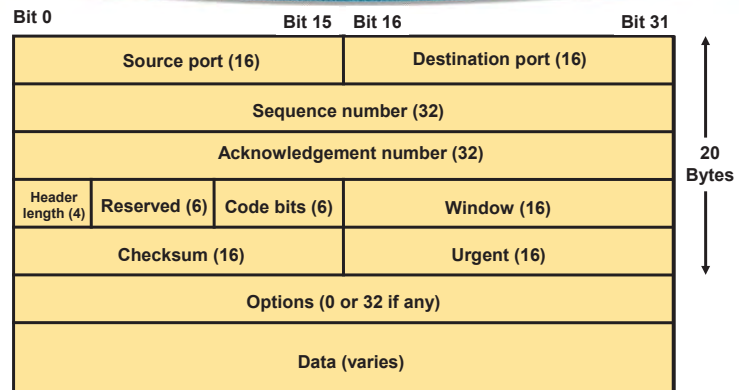 Bit 0 Bit 15 Bit 16 Bit 31
Source port (16) Destination port (16)
Sequence number (32)
Acknowledgement number (32)
20
Bytes
Header
length (4) Reserved (6) Code bits (6) Window (16)
Checksum (16) Urgent (16)
Options (0 or 32 if any)
Data (varies)